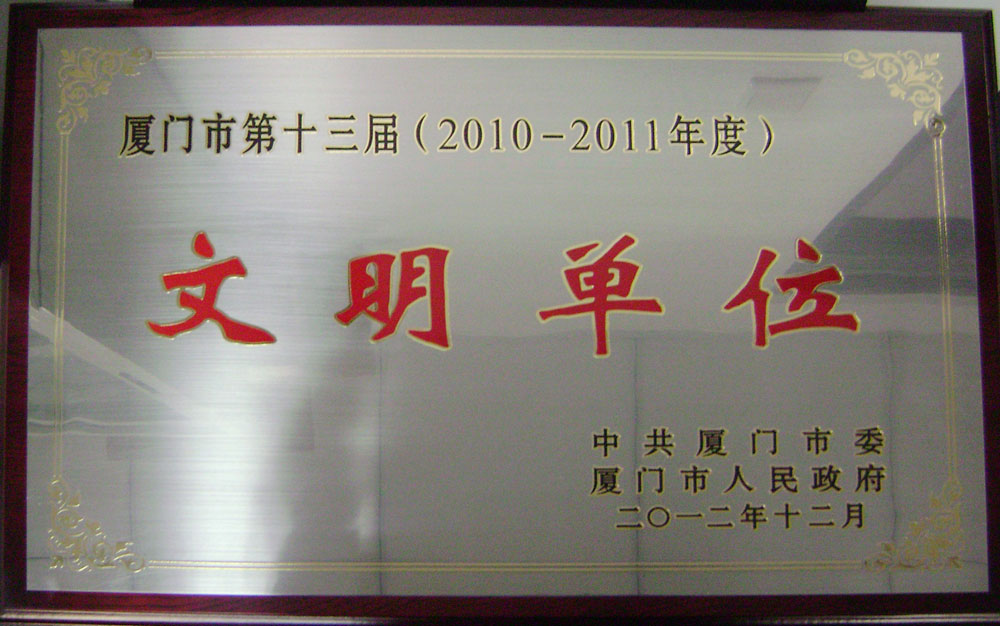 厦门市第十三届（2010-2011年度）
文明单位
中共厦门市委
厦门市人民政府
二〇一二年十二月